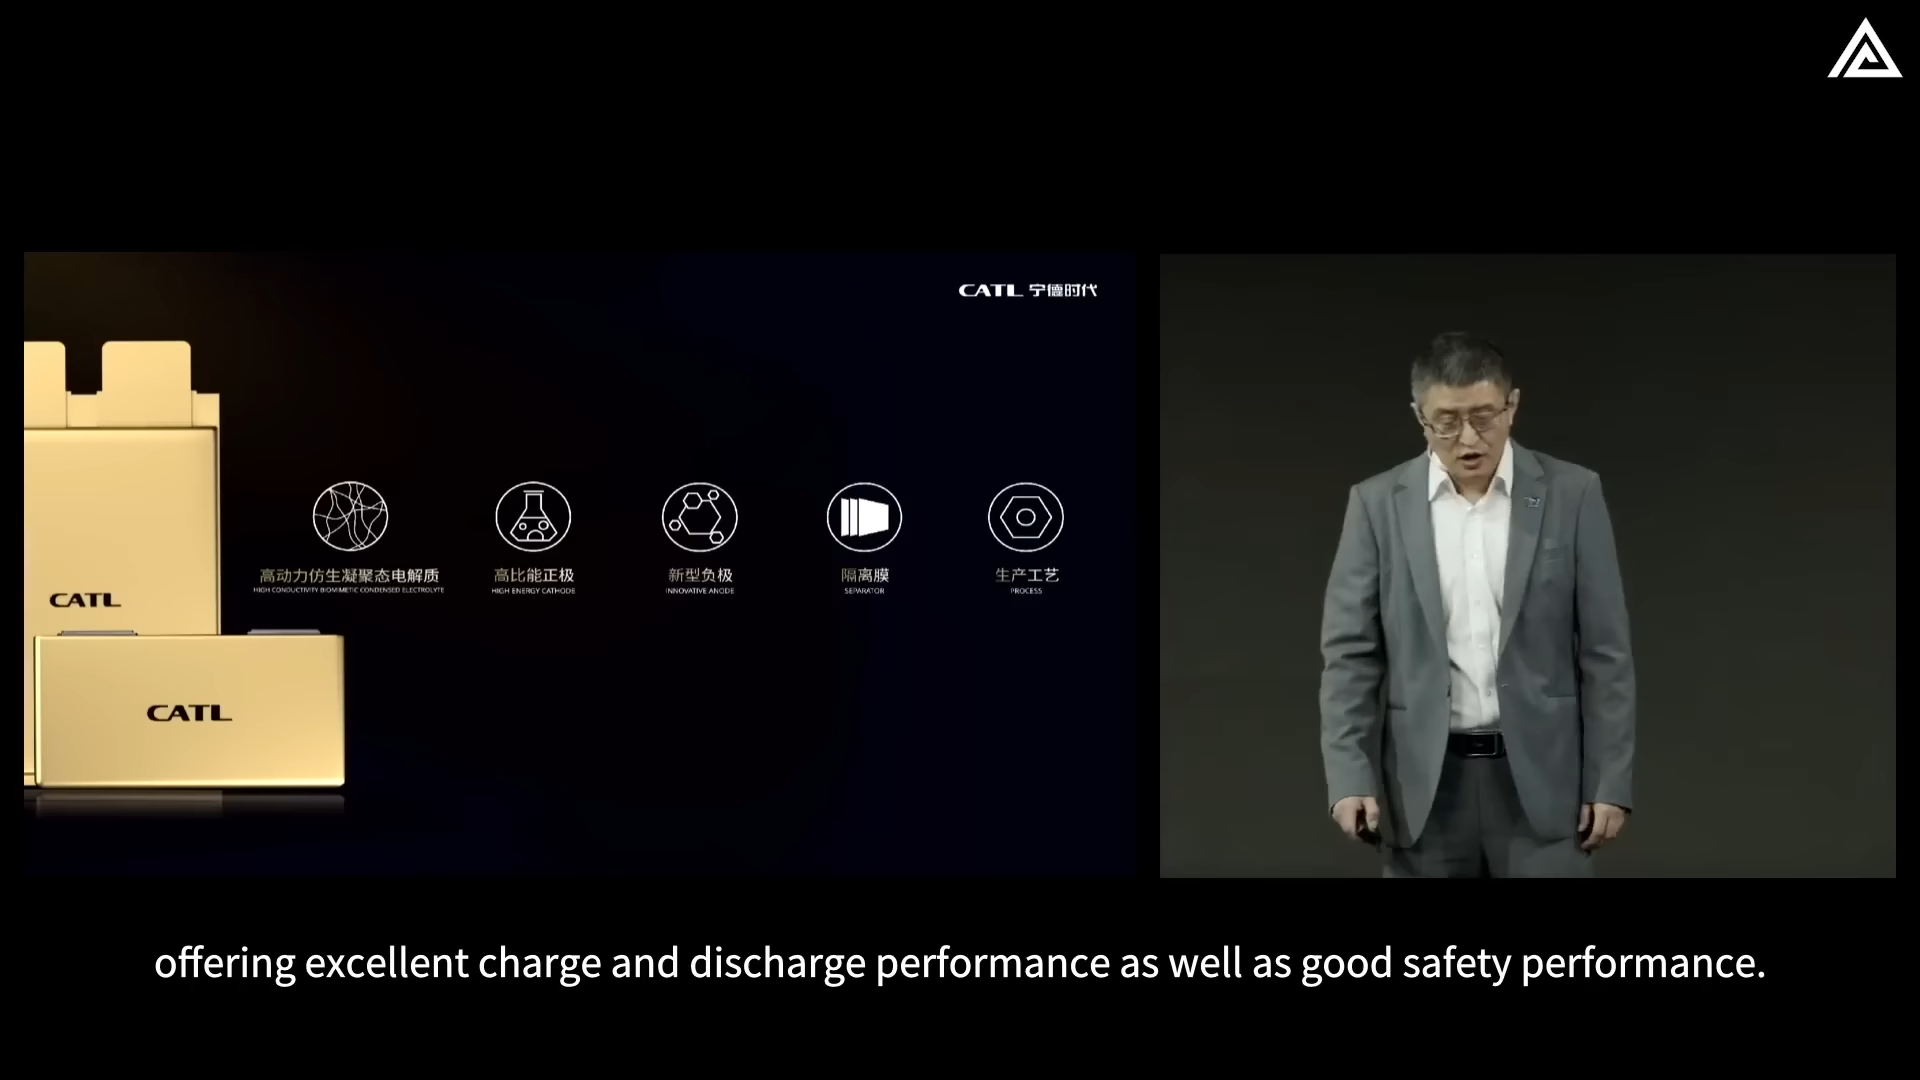 CATL 宁德时代
高动力仿生凝聚态电解质
HIGH CONDUCTIVITY BIOMIMETIC CONDENSED ELECTROLYTE
高比能正极
HIGH ENERGY CATHODE
新型负极
INNOVATIVE ANODE
隔离膜
SEPARATOR
生产工艺
PROCESS
CATL
CATL
offering excellent charge and discharge performance as well as good safety performance.